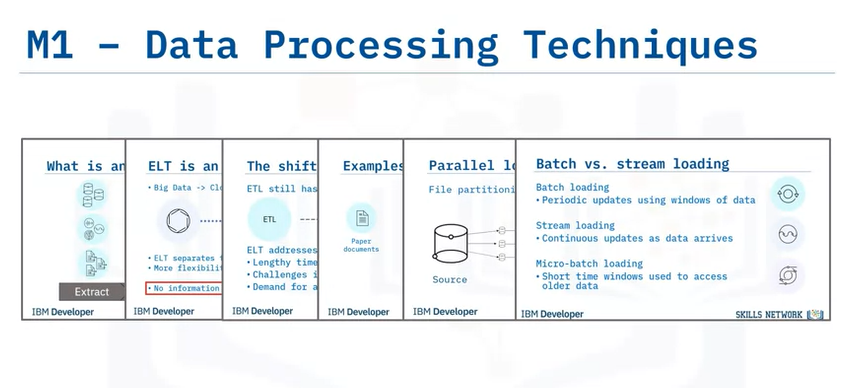 M1 – Data Processing Techniques
What is an
Extract
IBM Developer
ELT is an
• Big Data -> Clo
• ELT separates t
• More flexibilit
• No information
IBM Developer
The shift
ETL still has
ETL
ELT addresses
• Lengthy time
• Challenges i
• Demand for a
IBM Developer
Examples
Paper
documents
IBM Developer
Parallel lo
File partitioni
Source
IBM Developer
Batch vs. stream loading
Batch loading
• Periodic updates using windows of data
Stream loading
• Continuous updates as data arrives
Micro-batch loading
• Short time windows used to access
older data
IBM Developer
SKILLS NETWORK